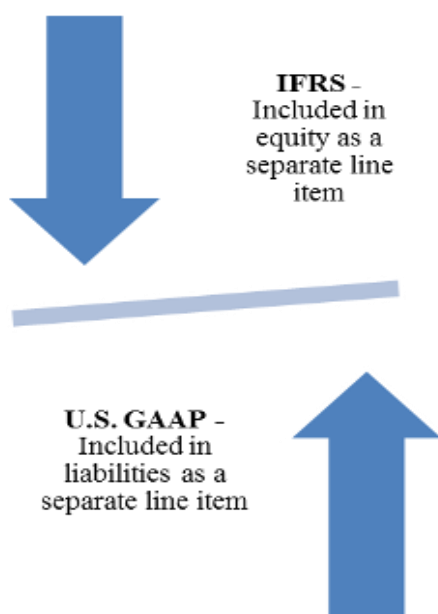 IFRS -
Included in
equity as a
separate line
item
U.S. GAAP -
Included in
liabilities as a
separate line item